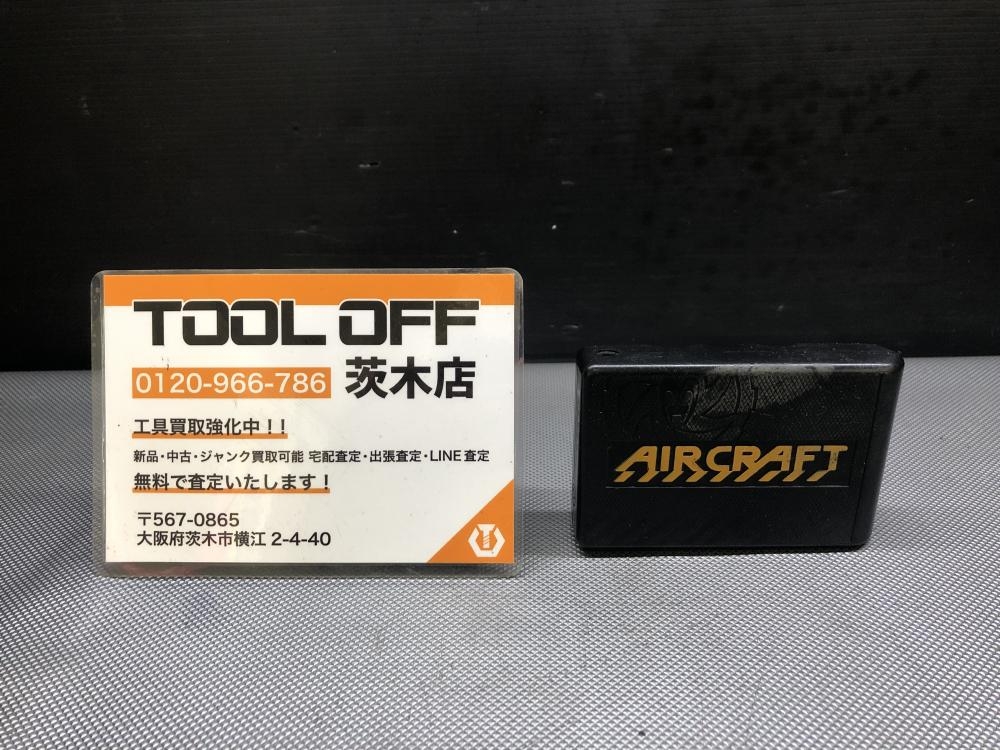 TOOL OFF
0120-966-786 茨木店
工具買取強化中！！
新品・中古・ジャンク買取可能 宅配査定・出張査定・LINE査定
無料で査定いたします！
〒567-0865
大阪府茨木市横江 2-4-40
AIRCRAFT